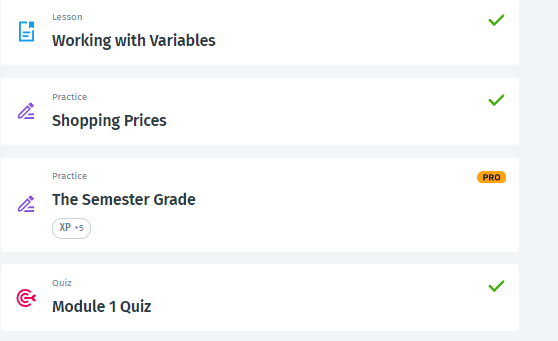 Lesson
Working with Variables
Practice
Shopping Prices
Practice
PRO
The Semester Grade
XP +5
Quiz
Module 1 Quiz